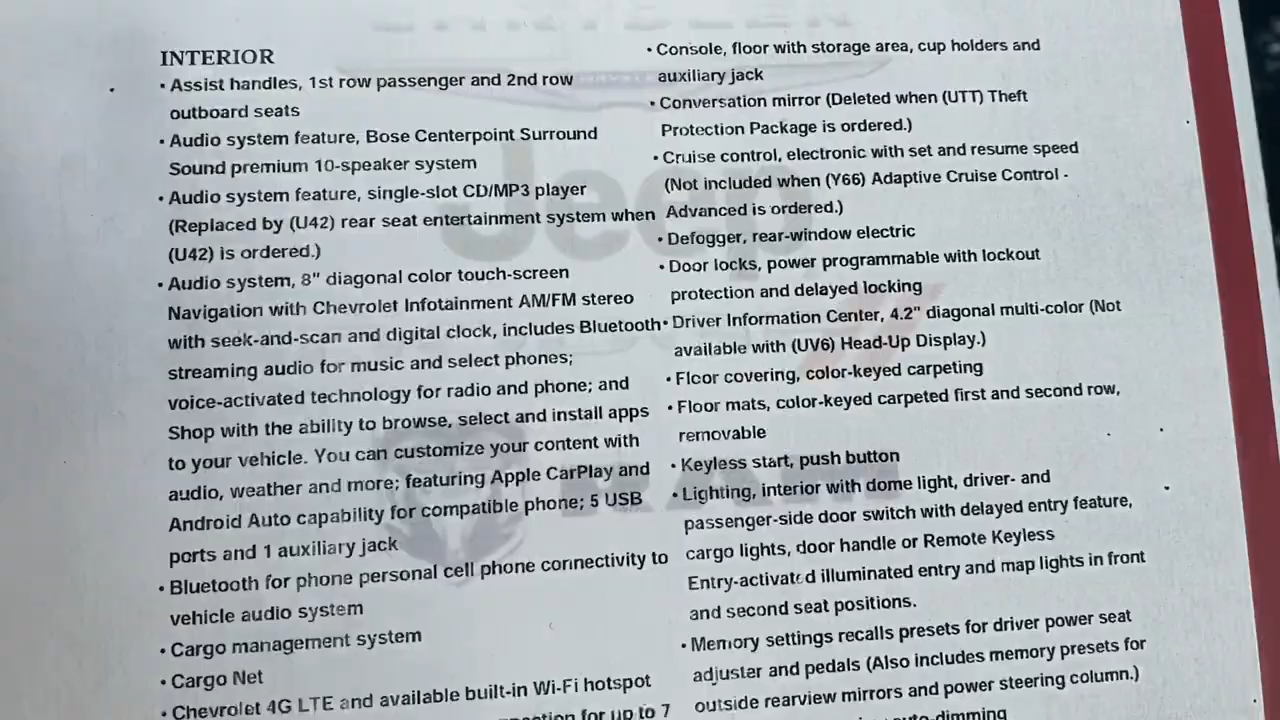 INTERIOR
• Assist handles, 1st row passenger and 2nd row
outboard seats
• Audio system feature, Bose Centerpoint Surround
Sound premium 10-speaker system
• Audio system feature, single-slot CD/MP3 player
(Replaced by (U42) rear seat entertainment system when
(U42) is ordered.)
• Audio system, 8" diagonal color touch-screen
Navigation with Chevrolet Infotainment AM/FM stereo
with seek-and-scan and digital clock, includes Bluetooth
streaming audio for music and select phones;
voice-activated technology for radio and phone; and
Shop with the ability to browse, select and install apps
to your vehicle. You can customize your content with
audio, weather and more; featuring Apple CarPlay and
Android Auto capability for compatible phone; 5 USB
ports and 1 auxiliary jack
• Bluetooth for phone personal cell phone connectivity to
vehicle audio system
• Cargo management system
• Cargo Net
• Chevrolet 4G LTE and available built-in Wi-Fi hotspot
for up to 7
• Console, floor with storage area, cup holders and
auxiliary jack
• Conversation mirror (Deleted when (UTT) Theft
Protection Package is ordered.)
• Cruise control, electronic with set and resume speed
(Not included when (Y66) Adaptive Cruise Control -
Advanced is ordered.)
• Defogger, rear-window electric
• Door locks, power programmable with lockout
protection and delayed locking
• Driver Information Center, 4.2" diagonal multi-color (Not
available with (UV6) Head-Up Display.)
• Floor covering, color-keyed carpeting
• Floor mats, color-keyed carpeted first and second row,
removable
• Keyless start, push button
• Lighting, interior with dome light, driver- and
passenger-side door switch with delayed entry feature,
cargo lights, door handle or Remote Keyless
Entry-activated illuminated entry and map lights in front
and second seat positions.
• Memory settings recalls presets for driver power seat
adjuster and pedals (Also includes memory presets for
outside rearview mirrors and power steering column.)
Jeep
RAM